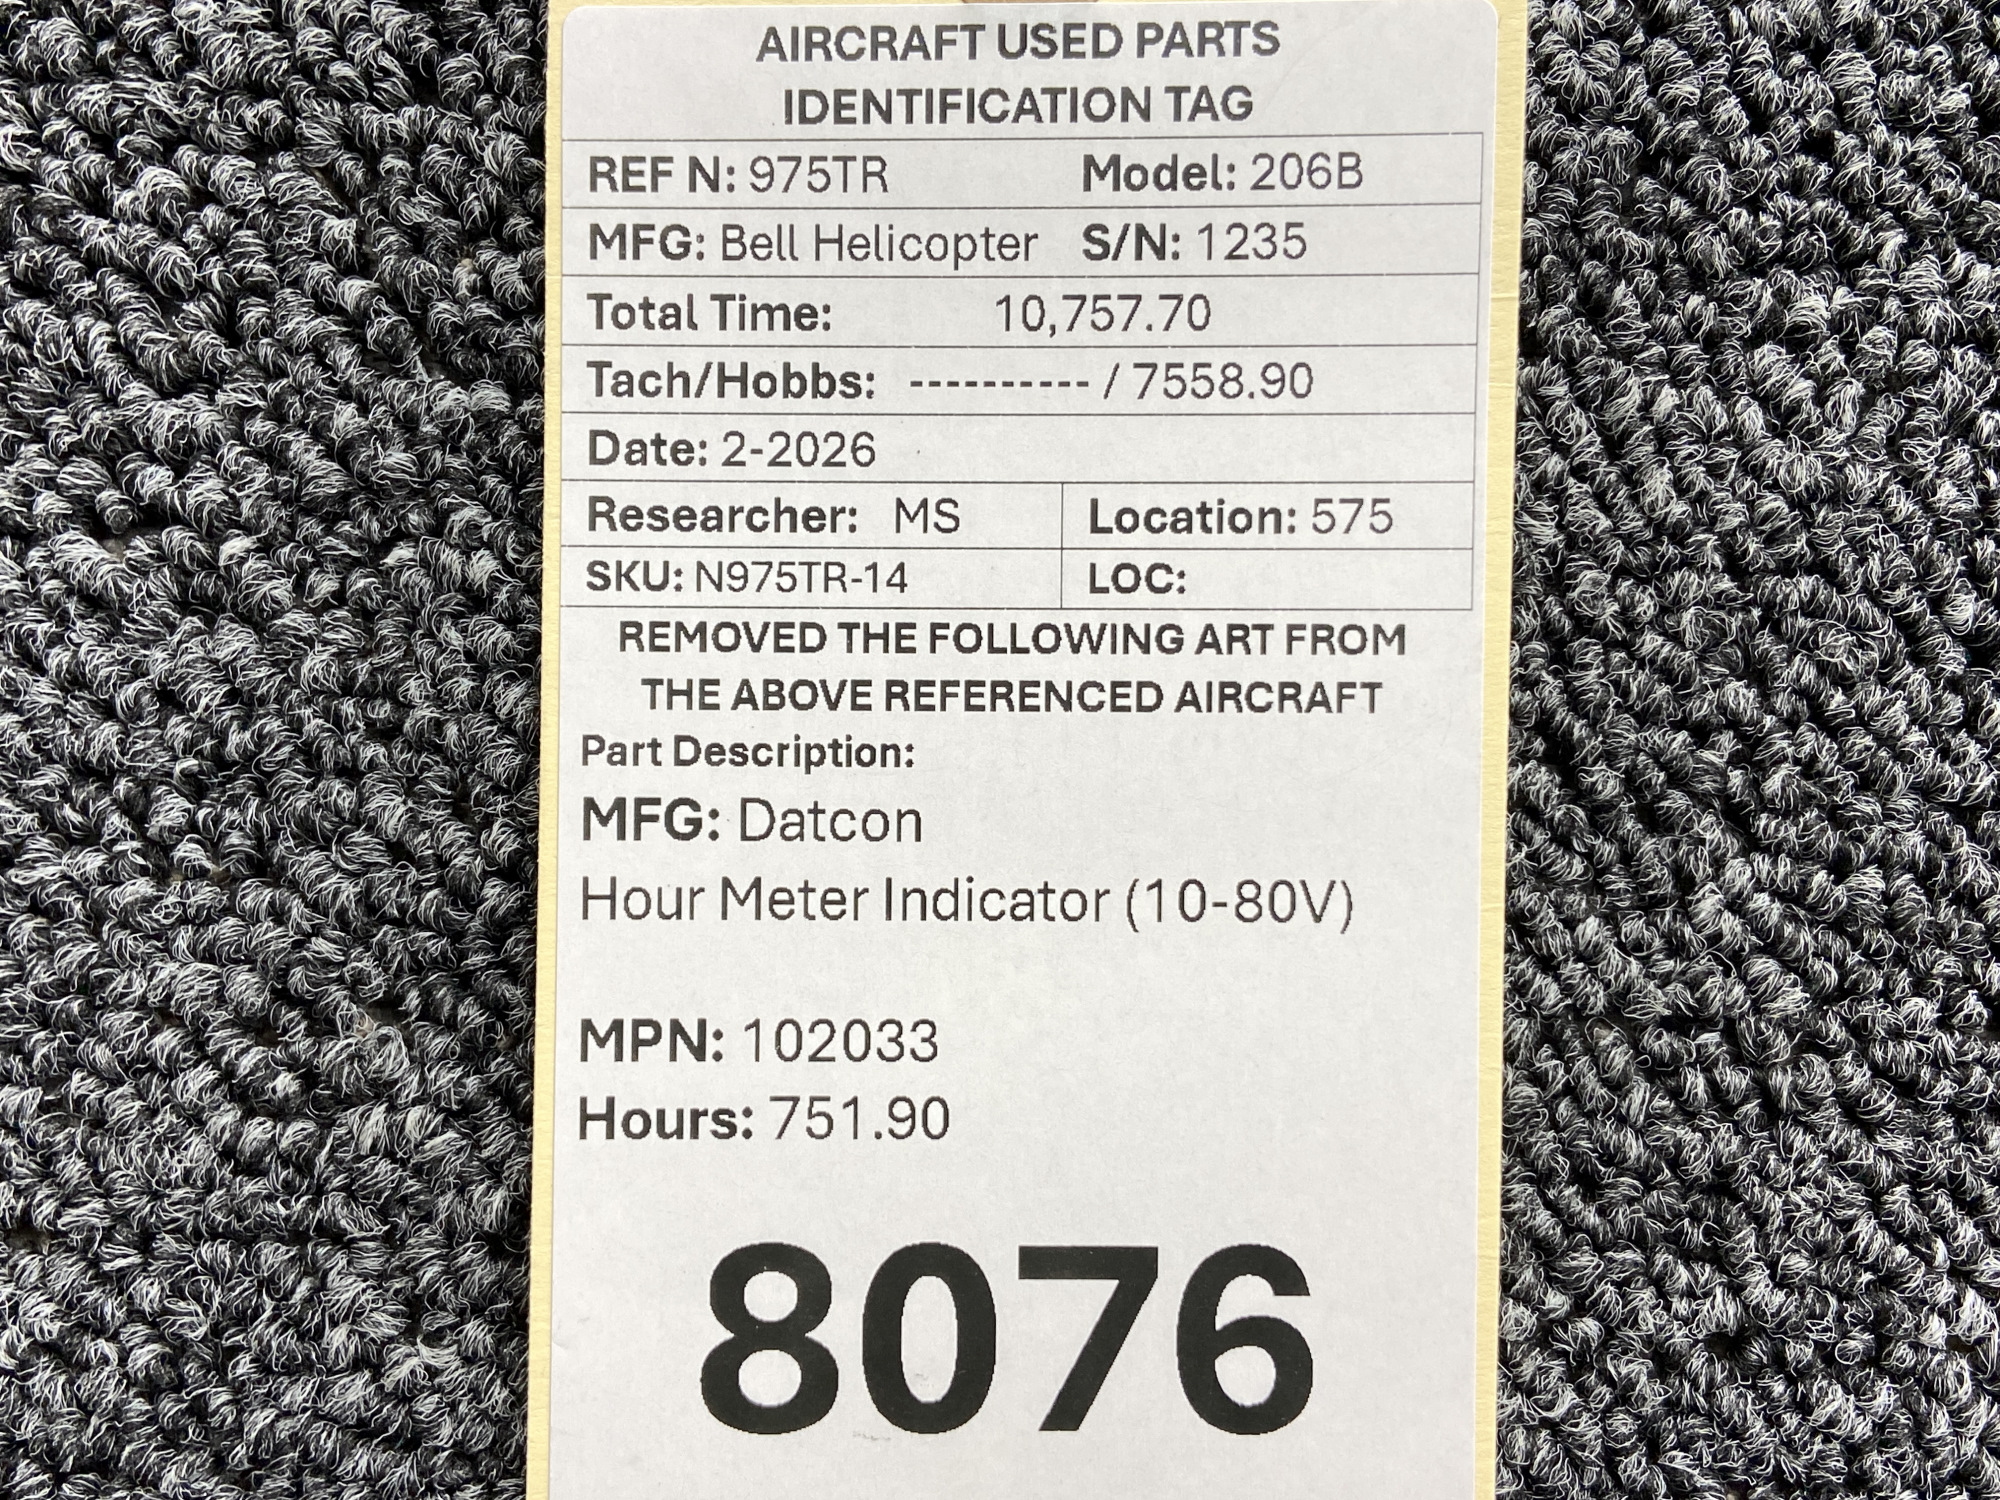 AIRCRAFT USED PARTS
IDENTIFICATION TAG
REF N: 975TR Model: 206B
MFG: Bell Helicopter S/N: 1235
Total Time: 10,757.70
Tach/Hobbs: ---------- / 7558.90
Date: 2-2026
Researcher: MS Location: 575
SKU: N975TR-14 LOC:
REMOVED THE FOLLOWING ART FROM
THE ABOVE REFERENCED AIRCRAFT
Part Description:
MFG: Datcon
Hour Meter Indicator (10-80V)
MPN: 102033
Hours: 751.90
8076